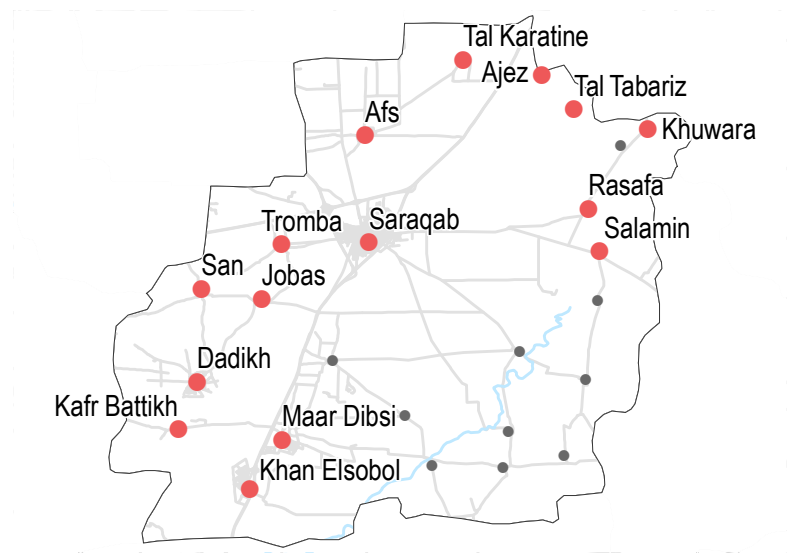 Tal Karatine
Ajez
Tal Tabariz
Afs
Khuwara
Rasafa
Tromba
Saraqab
Salamin
San
Jobas
Dadikh
Kafr Battikh
Maar Dibsi
Khan Elsobol